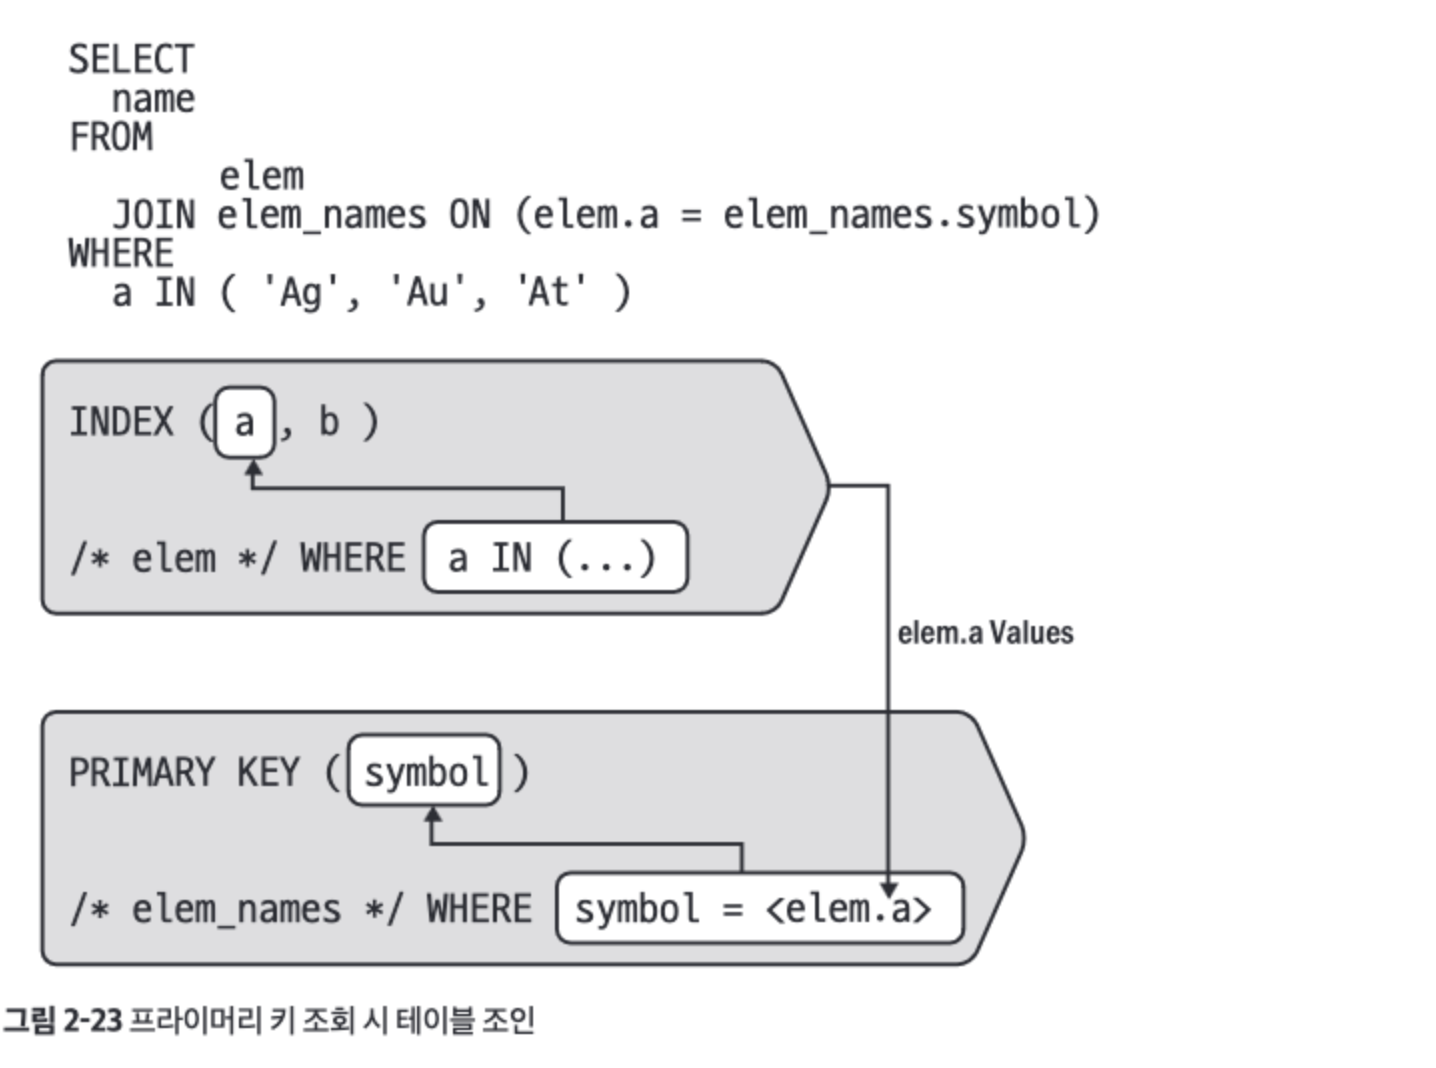 SELECT
name
FROM
elem
JOIN elem_names ON (elem.a = elem_names.symbol)
WHERE
a IN ( 'Ag', 'Au', 'At' )
INDEX ( a , b )
/* elem */ WHERE a IN (...)
elem.a Values
PRIMARY KEY ( symbol )
/* elem_names */ WHERE symbol = <elem.a>
그림 2-23 프라이머리 키 조회 시 테이블 조인